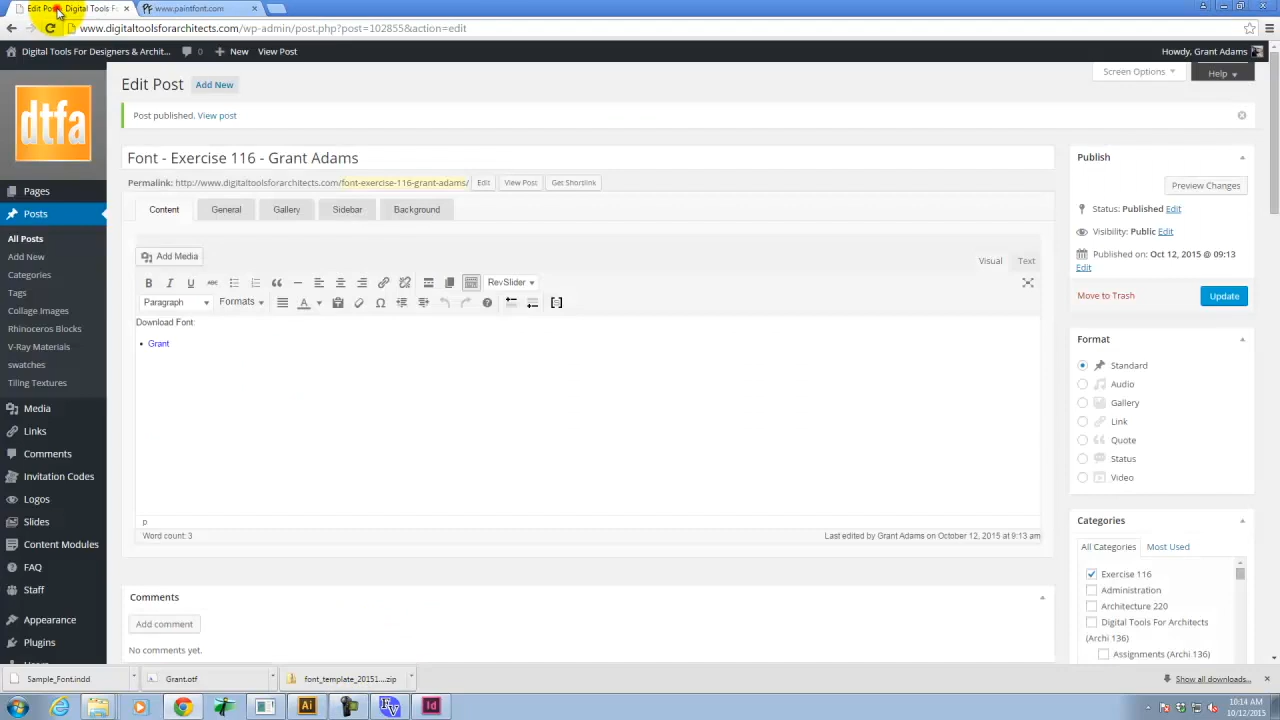 Edit Post Digital Tools F
www.paintfont.com
www.digitaltoolsforarchitects.com/wp-admin/post.php?post=102855&action=edit
Digital Tools For Designers & Archit...
0
New
View Post
Howdy, Grant Adams
dtfa
Edit Post
Add New
Screen Options
Help
Post published. View post
Font - Exercise 116 - Grant Adams
Permalink: http://www.digitaltoolsforarchitects.com/font-exercise-116-grant-adams/
Edit
View Post
Get Shortlink
Content
General
Gallery
Sidebar
Background
Add Media
Visual
Text
B I U ABC
RevSlider
Paragraph
Formats
A
Download Font:
• Grant
p
Word count: 3
Last edited by Grant Adams on October 12, 2015 at 9:13 am
Comments
Add comment
No comments yet.
Pages
Posts
All Posts
Add New
Categories
Tags
Collage Images
Rhinoceros Blocks
V-Ray Materials
swatches
Tiling Textures
Media
Links
Comments
Invitation Codes
Logos
Slides
Content Modules
FAQ
Staff
Appearance
Plugins
Users
Publish
Preview Changes
Status: Published Edit
Visibility: Public Edit
Published on: Oct 12, 2015 @ 09:13
Edit
Move to Trash
Update
Format
Standard
Audio
Gallery
Link
Quote
Status
Video
Categories
All Categories
Most Used
Exercise 116
Administration
Architecture 220
Digital Tools For Architects
(Archi 136)
Assignments (Archi 136)
Sample_Font.indd
Grant.otf
font_template_20151....zip
Show all downloads...
Ai
Id
10:14 AM
10/12/2015